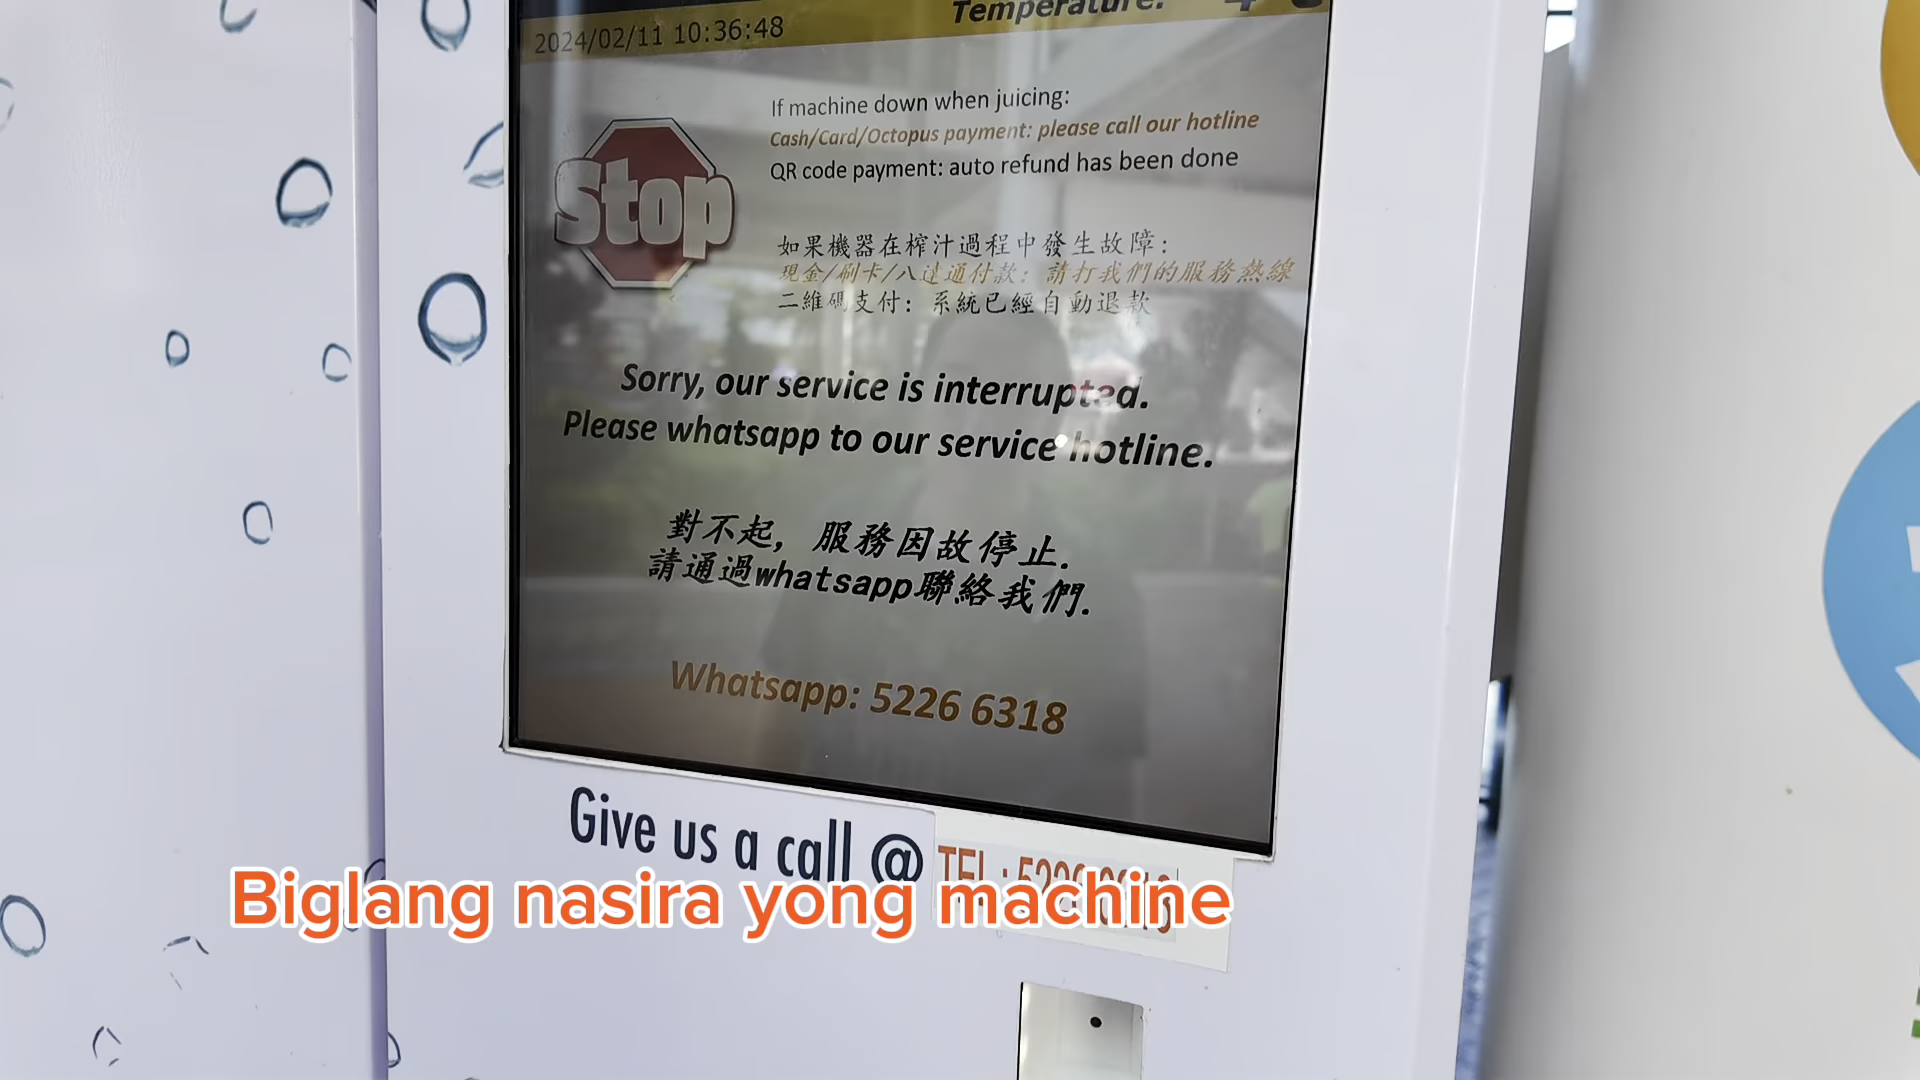 Temperature:
2024/02/11 10:36:48
If machine down when juicing:
Cash/Card/Octopus payment: please call our hotline
QR code payment: auto refund has been done
Stop
如果機器在榨汁過程中發生故障:
現金/刷卡/八達通付款: 請打我們的服務熱線
二維碼支付: 系統已經自動退款
Sorry, our service is interrupted.
Please whatsapp to our service hotline.
對不起, 服務因故停止.
請通過whatsapp聯絡我們.
Whatsapp: 5226 6318
Give us a call @ TEL:
Biglang nasira yong machine